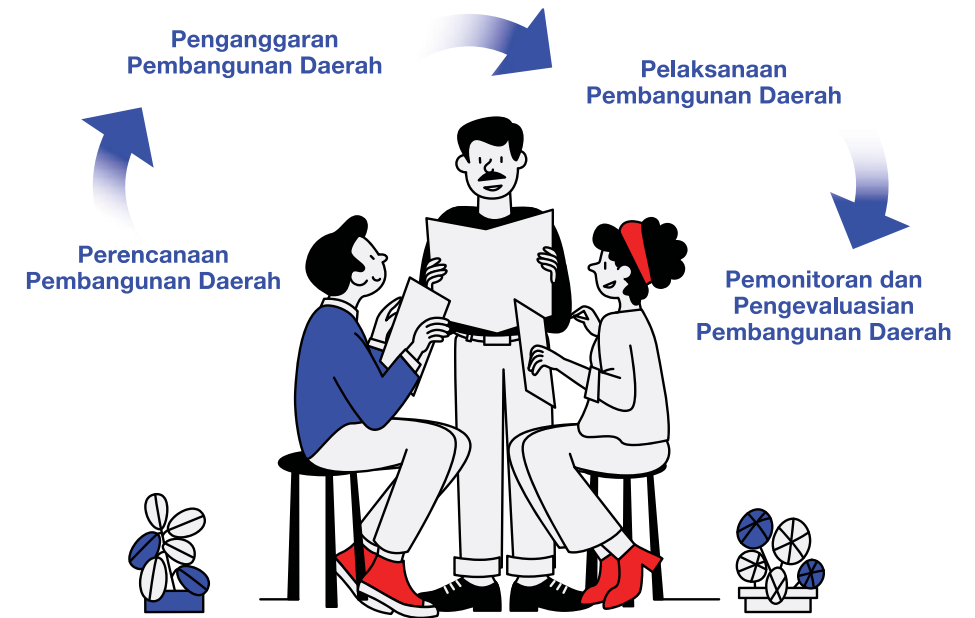 Penganggaran
Pembangunan Daerah
Pelaksanaan
Pembangunan Daerah
Perencanaan
Pembangunan Daerah
Pemonitoran dan
Pengevaluasian
Pembangunan Daerah